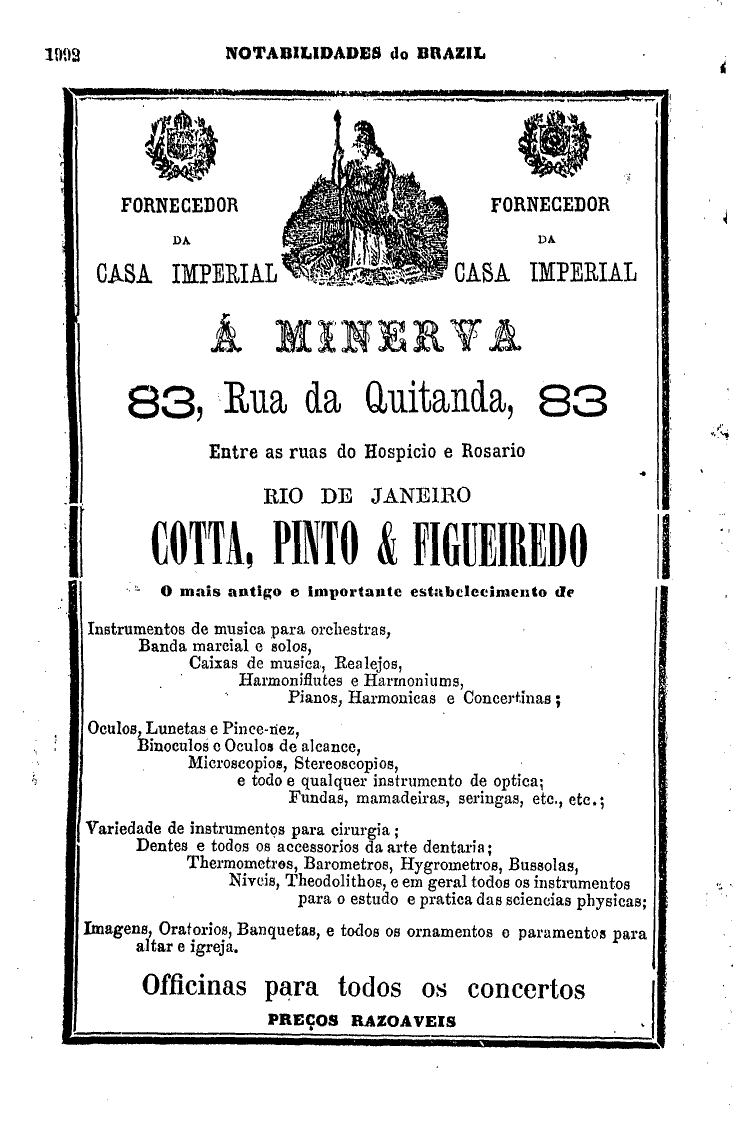 1992
NOTABILIDADES do BRAZIL
FORNECEDOR
DA
CASA IMPERIAL
FORNECEDOR
DA
CASA IMPERIAL
Á MINERVA
83, Rua da Quitanda, 83
Entre as ruas do Hospicio e Rosario
RIO DE JANEIRO
COTTA, PINTO & FIGUEIREDO
O mais antigo e importante estabelecimento de
Instrumentos de musica para orchestras,
Banda marcial e solos,
Caixas de musica, Realejos,
Harmoniflutes e Harmoniums,
Pianos, Harmonicas e Concertinas ;
Oculos, Lunetas e Pince-nez,
Binoculos e Oculos de alcance,
Microscopios, Stereoscopios,
e todo e qualquer instrumento de optica;
Fundas, mamadeiras, seringas, etc., etc.;
Variedade de instrumentos para cirurgia ;
Dentes e todos os accessorios da arte dentaria;
Thermometros, Barometros, Hygrometros, Bussolas,
Niveis, Theodolithos, e em geral todos os instrumentos
para o estudo e pratica das sciencias physicas;
Imagens, Oratorios, Banquetas, e todos os ornamentos e paramentos para
altar e igreja.
Officinas para todos os concertos
PREÇOS RAZOAVEIS